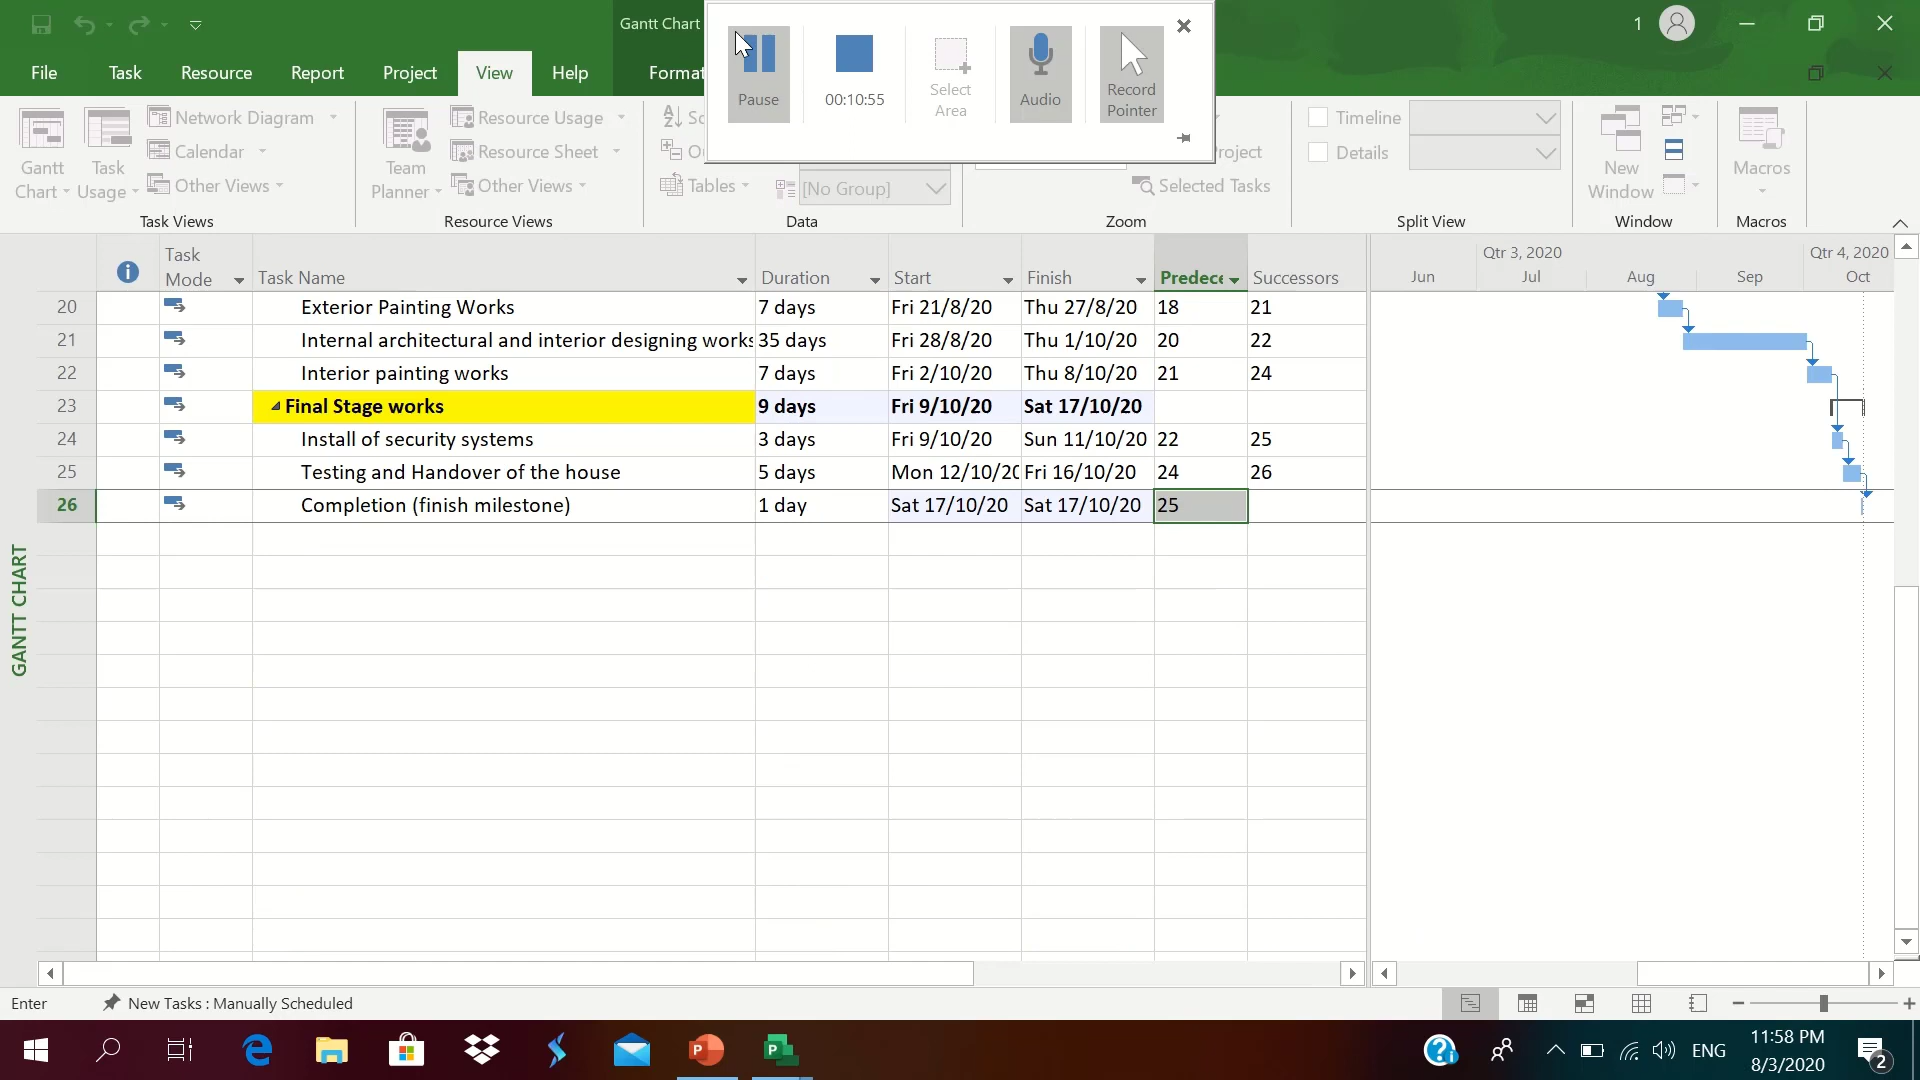 Gantt Chart
1
File Task Resource Report Project View Help Format
Pause
00:10:55
Select Area
Audio
Record Pointer
Gantt Chart
Task Usage
Network Diagram
Calendar
Other Views
Task Views
Team Planner
Resource Usage
Resource Sheet
Other Views
Resource Views
Tables
[No Group]
Data
Selected Tasks
Zoom
Timeline
Details
Split View
New Window
Window
Macros
Macros
Task Mode Task Name Duration Start Finish Predece Successors
Qtr 3, 2020 Qtr 4, 2020
Jun Jul Aug Sep Oct
20 Exterior Painting Works 7 days Fri 21/8/20 Thu 27/8/20 18 21
21 Internal architectural and interior designing works 35 days Fri 28/8/20 Thu 1/10/20 20 22
22 Interior painting works 7 days Fri 2/10/20 Thu 8/10/20 21 24
23 Final Stage works 9 days Fri 9/10/20 Sat 17/10/20
24 Install of security systems 3 days Fri 9/10/20 Sun 11/10/20 22 25
25 Testing and Handover of the house 5 days Mon 12/10/20 Fri 16/10/20 24 26
26 Completion (finish milestone) 1 day Sat 17/10/20 Sat 17/10/20 25
GANTT CHART
Enter New Tasks : Manually Scheduled
ENG
11:58 PM
8/3/2020
2